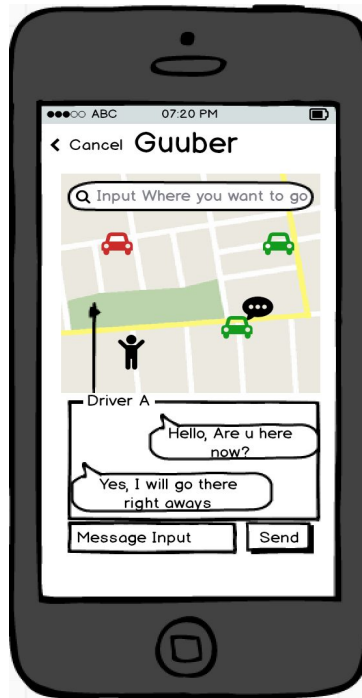 ABC 07:20 PM
Cancel Guuber
Input Where you want to go
Driver A
Hello, Are u here
now?
Yes, I will go there
right aways
Message Input Send